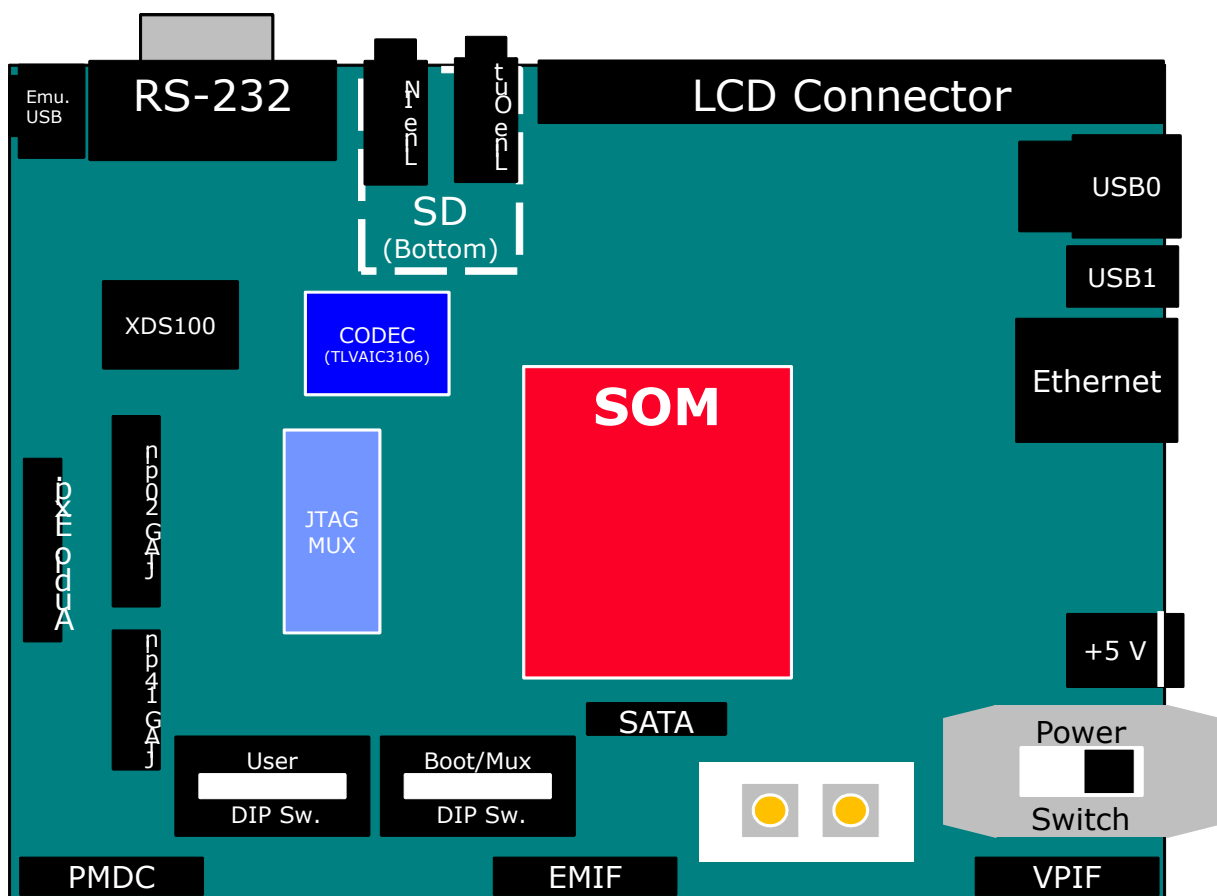 Emu.
USB
RS-232
Line IN
Line Out
LCD Connector
SD
(Bottom)
USB0
USB1
XDS100
CODEC
(TLVAIC3106)
Ethernet
SOM
Audio Exp.
JTAG 20pin
JTAG
MUX
JTAG 14pin
+5 V
SATA
Power
Switch
User
DIP Sw.
Boot/Mux
DIP Sw.
PMDC
EMIF
VPIF